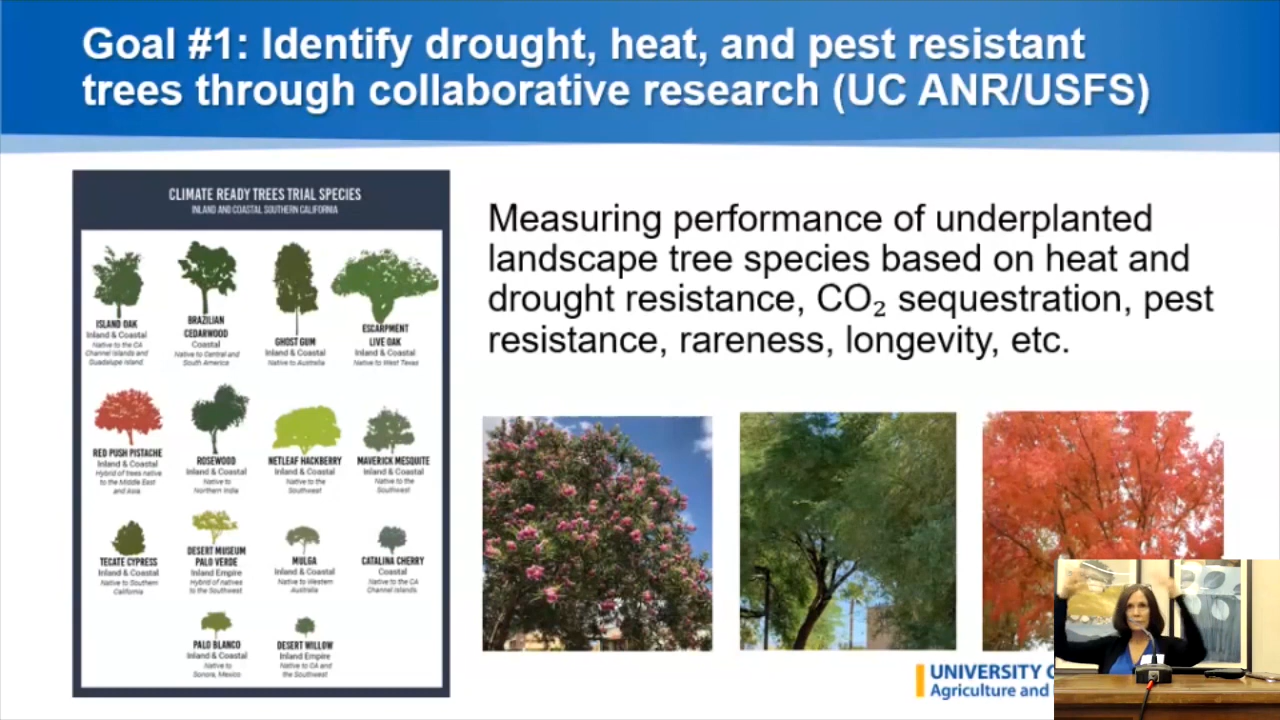 Goal #1: Identify drought, heat, and pest resistant
trees through collaborative research (UC ANR/USFS)
CLIMATE READY TREES TRIAL SPECIES
INLAND AND COASTAL SOUTHERN CALIFORNIA
ISLAND OAK
Inland & Coastal
Native to the CA
Channel Islands and
Guadalupe Island.
BRAZILIAN
CEDARWOOD
Coastal
Native to Central and
South America
GHOST GUM
Inland & Coastal
Native to Australia
ESCARPMENT
LIVE OAK
Inland & Coastal
Native to West Texas
RED PUSH PISTACHE
Inland & Coastal
Hybrid of trees native
to the Middle East
and Asia.
ROSEWOOD
Inland & Coastal
Native to
Northern India
NETLEAF HACKBERRY
Inland & Coastal
Native to the
Southwest
MAVERICK MESQUITE
Inland & Coastal
Native to the
Southwest
TECATE CYPRESS
Inland & Coastal
Native to Southern
California
DESERT MUSEUM
PALO VERDE
Inland Empire
Hybrid of natives
to the Southwest
MULGA
Inland & Coastal
Native to Western
Australia
CATALINA CHERRY
Coastal
Native to the CA
Channel Islands.
PALO BLANCO
Inland & Coastal
Native to
Sonora, Mexico
DESERT WILLOW
Inland Empire
Native to CA and
the Southwest
Measuring performance of underplanted
landscape tree species based on heat and
drought resistance, CO₂ sequestration, pest
resistance, rareness, longevity, etc.
UNIVERSITY
Agriculture and